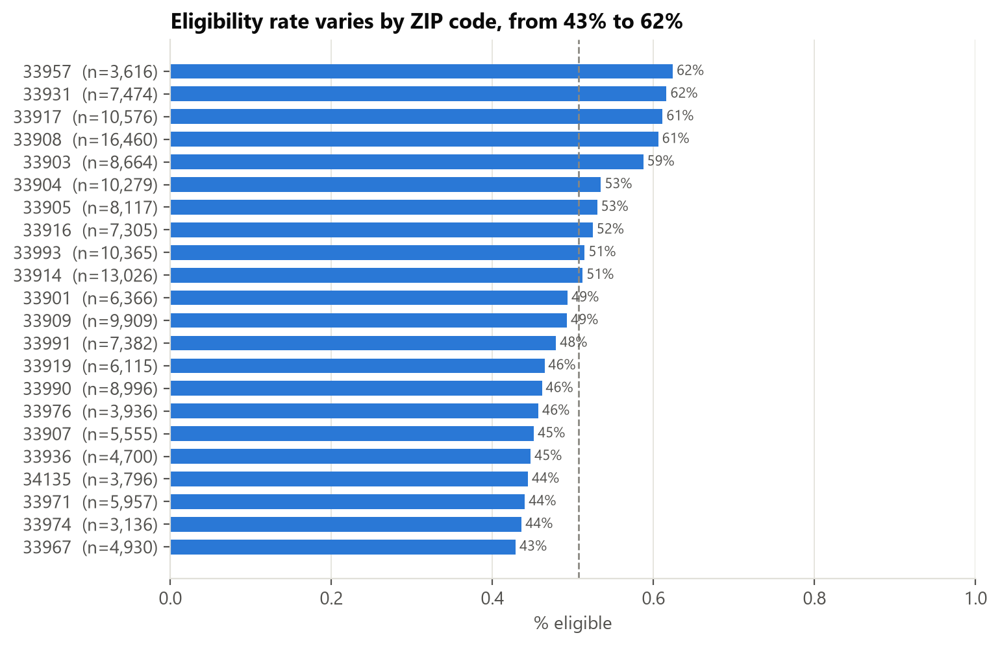 Eligibility rate varies by ZIP code, from 43% to 62%
33957 (n=3,616) 62%
33931 (n=7,474) 62%
33917 (n=10,576) 61%
33908 (n=16,460) 61%
33903 (n=8,664) 59%
33904 (n=10,279) 53%
33905 (n=8,117) 53%
33916 (n=7,305) 52%
33993 (n=10,365) 51%
33914 (n=13,026) 51%
33901 (n=6,366) 49%
33909 (n=9,909) 49%
33991 (n=7,382) 48%
33919 (n=6,115) 46%
33990 (n=8,996) 46%
33976 (n=3,936) 46%
33907 (n=5,555) 45%
33936 (n=4,700) 45%
34135 (n=3,796) 44%
33971 (n=5,957) 44%
33974 (n=3,136) 44%
33967 (n=4,930) 43%
0.0 0.2 0.4 0.6 0.8 1.0
% eligible